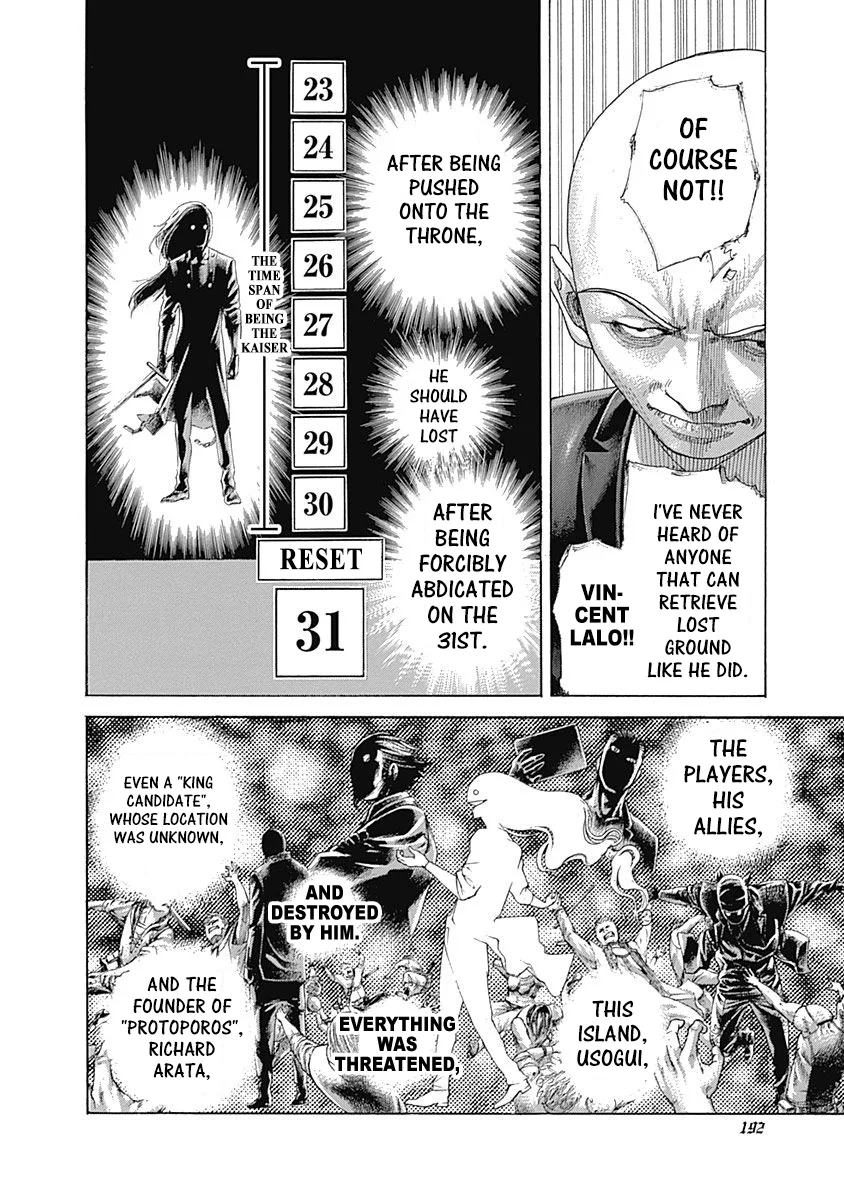 OF
COURSE
NOT!!
I'VE NEVER
HEARD OF
ANYONE
THAT CAN
RETRIEVE
LOST
GROUND
LIKE HE DID.
VIN-
CENT
LALO!!
AFTER BEING
PUSHED
ONTO THE
THRONE,
HE
SHOULD
HAVE
LOST
AFTER
BEING
FORCIBLY
ABDICATED
ON THE
31ST.
23
24
25
26
27
28
29
30
RESET
31
THE
TIME
SPAN
OF
BEING
THE
KAISER
THE
PLAYERS,
HIS
ALLIES,
THIS
ISLAND,
USOGUI,
EVEN A "KING
CANDIDATE",
WHOSE LOCATION
WAS UNKNOWN,
AND THE
FOUNDER OF
"PROTOPOROS",
RICHARD
ARATA,
EVERYTHING
WAS
THREATENED,
AND
DESTROYED
BY HIM.
192